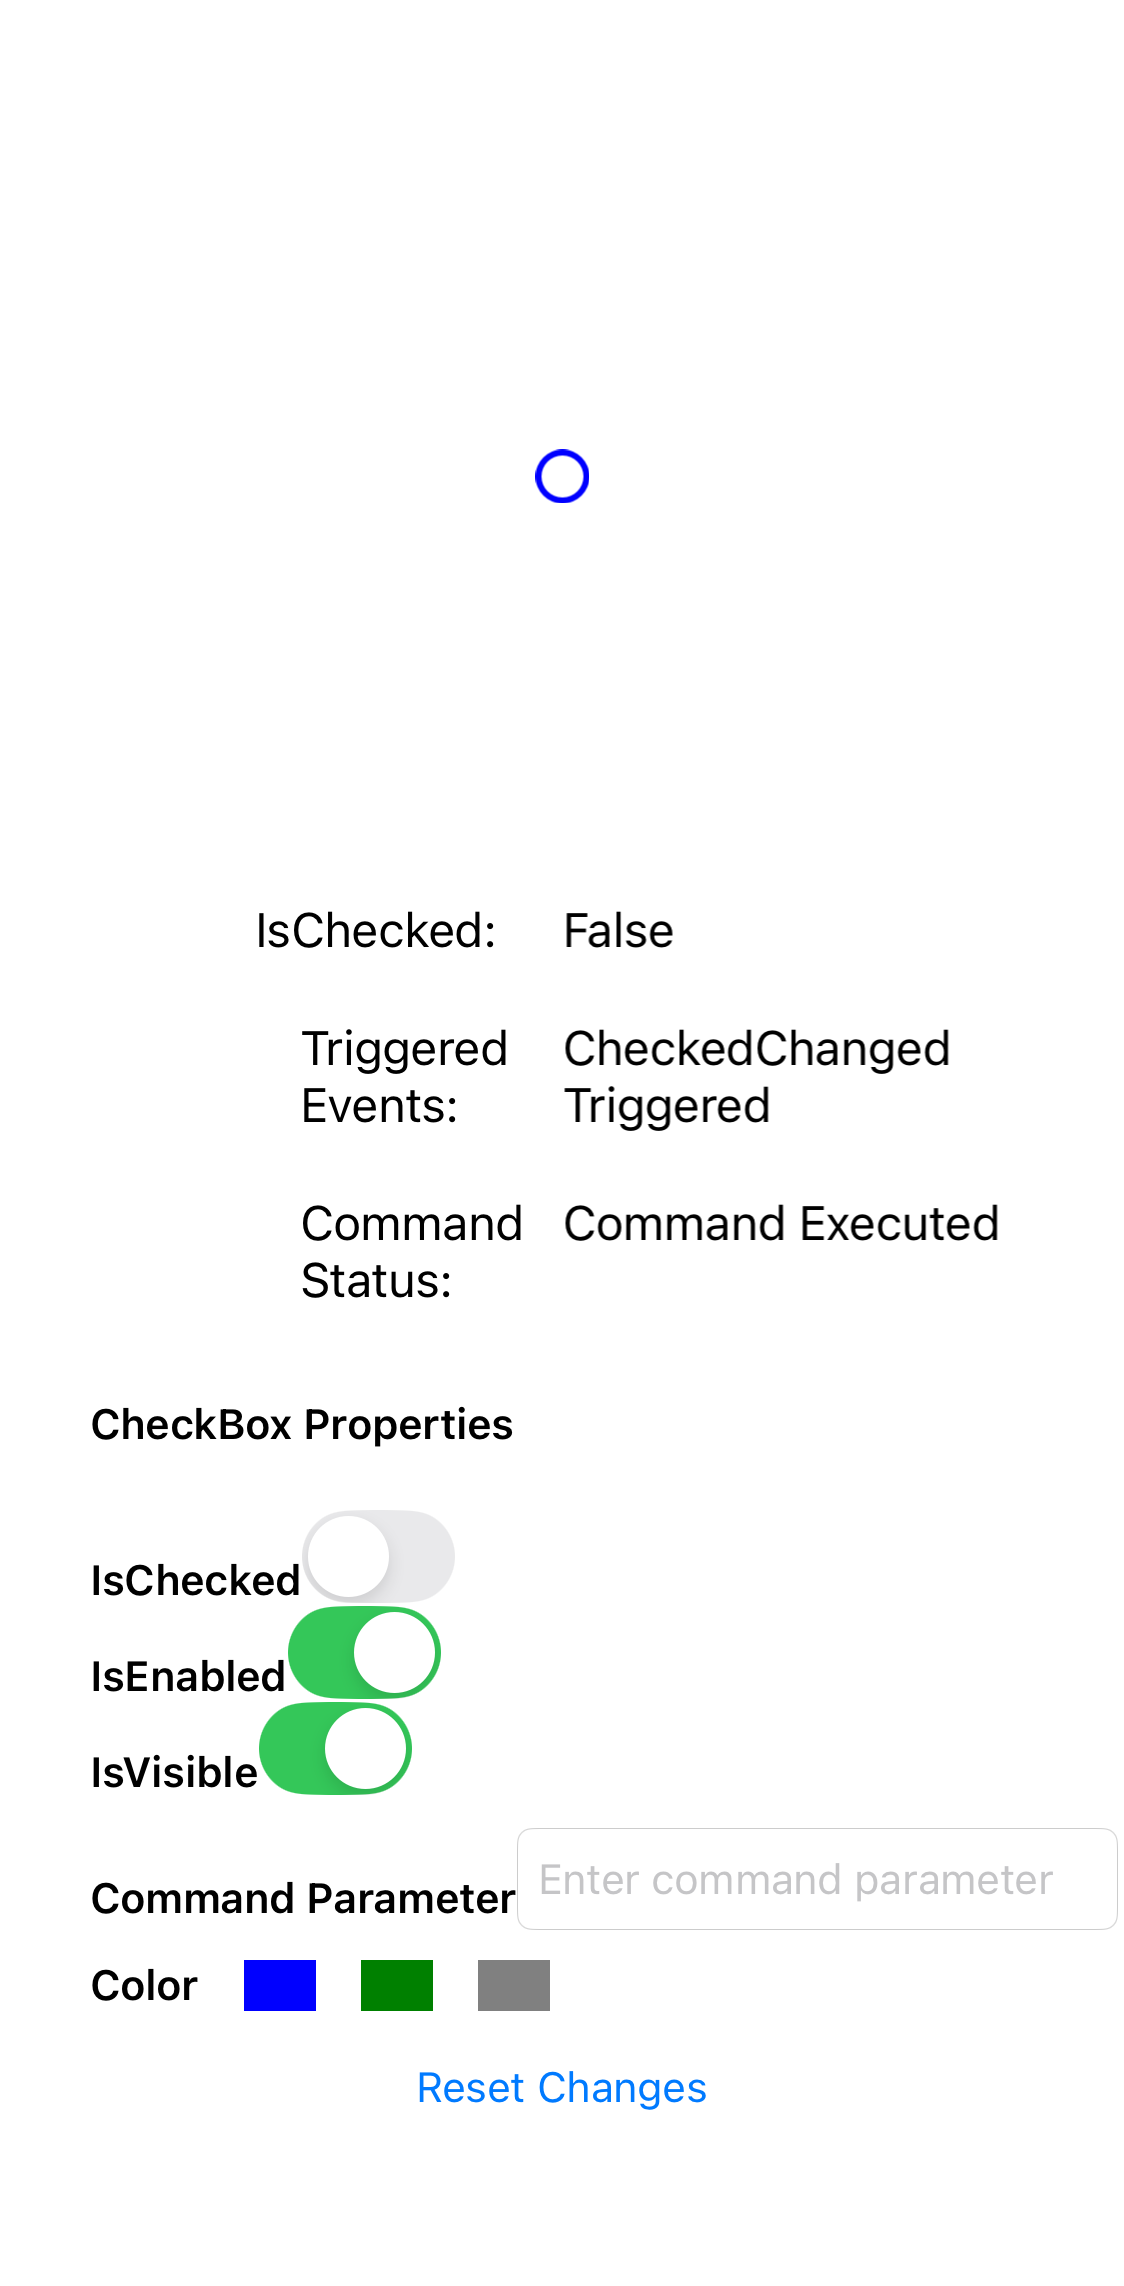 IsChecked: False
Triggered CheckedChanged
Events: Triggered
Command Command Executed
Status:
CheckBox Properties
IsChecked
IsEnabled
IsVisible
Command Parameter Enter command parameter
Color
Reset Changes